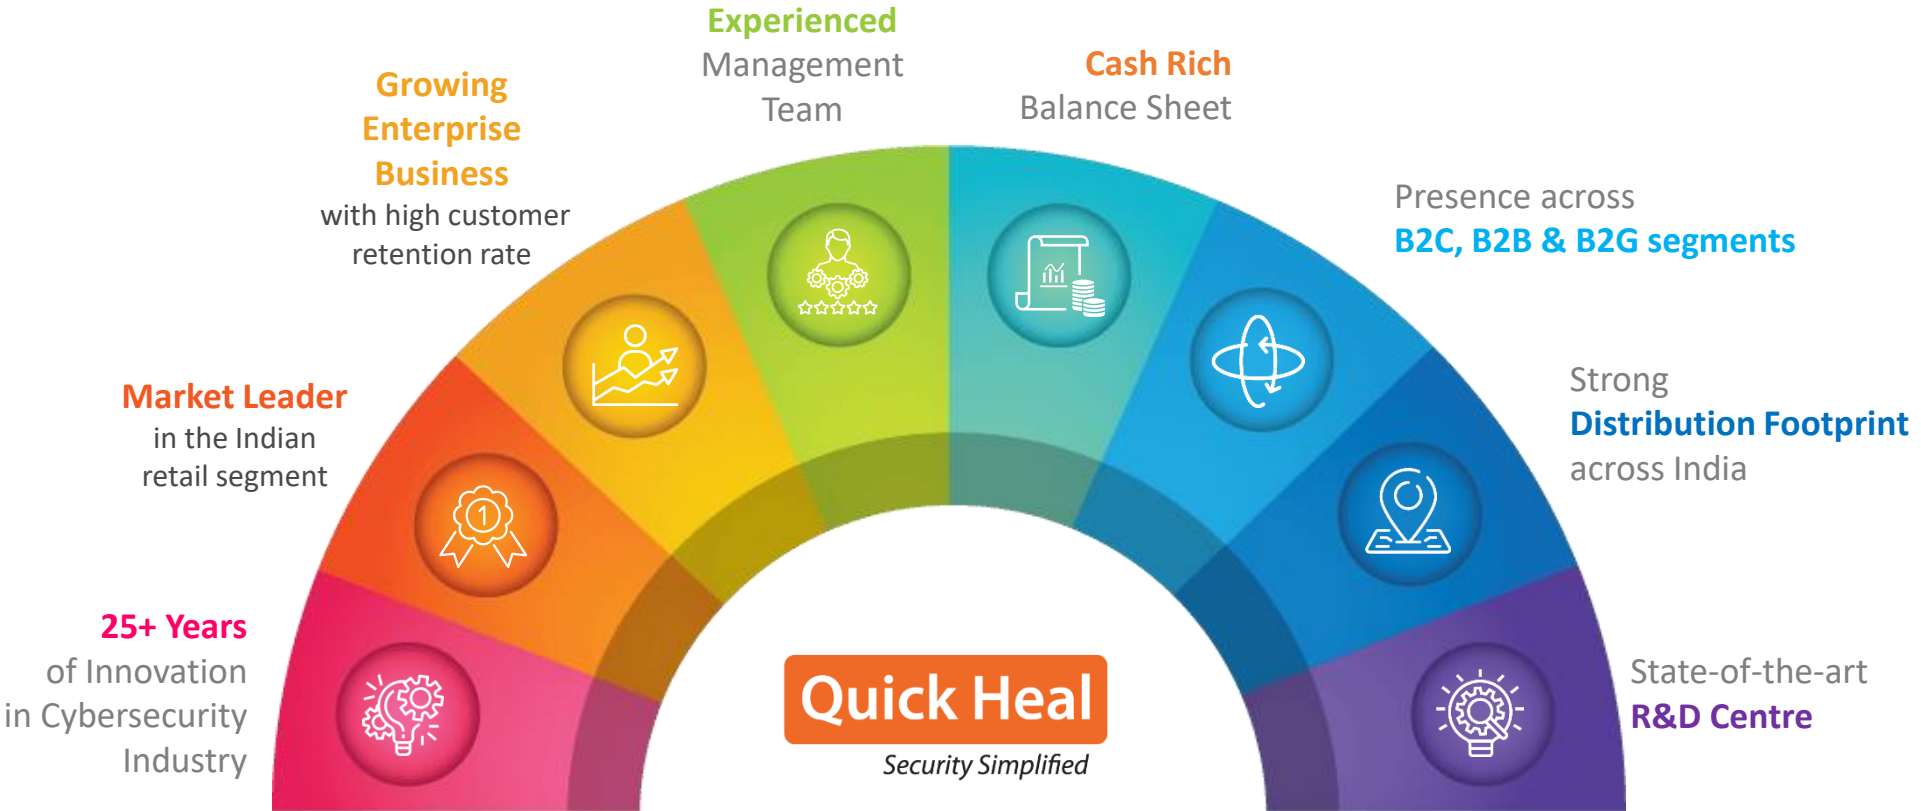 Experienced
Management
Team
Cash Rich
Balance Sheet
Growing
Enterprise
Business
with high customer
retention rate
Presence across
B2C, B2B & B2G segments
Market Leader
in the Indian
retail segment
Strong
Distribution Footprint
across India
25+ Years
of Innovation
in Cybersecurity
Industry
State-of-the-art
R&D Centre
1
Quick Heal
Security Simplified